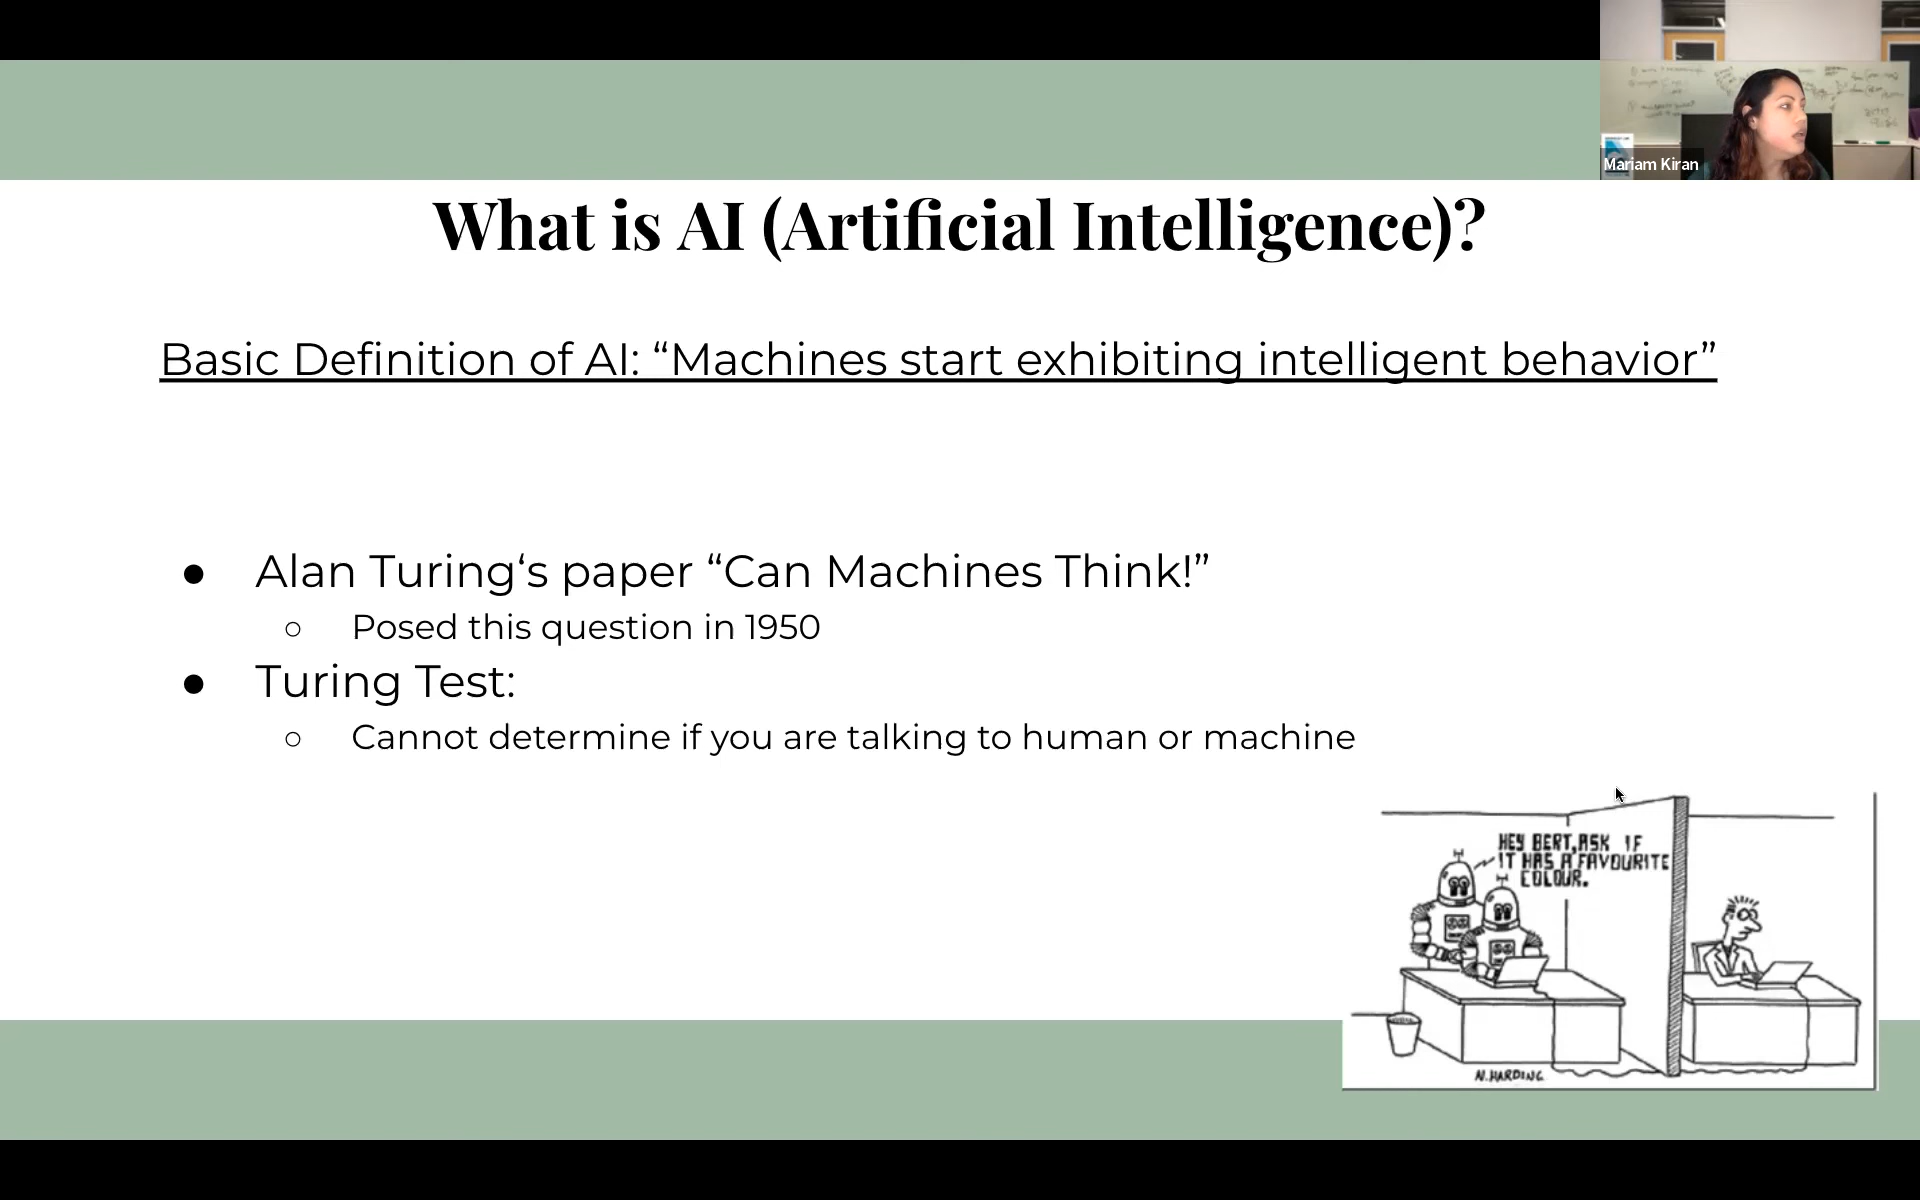 Mariam Kiran
What is AI (Artificial Intelligence)?
Basic Definition of AI: “Machines start exhibiting intelligent behavior”
● Alan Turing‘s paper “Can Machines Think!”
○ Posed this question in 1950
● Turing Test:
○ Cannot determine if you are talking to human or machine
HEY BERT, ASK IF
IT HAS A FAVOURITE
COLOUR.
N.HARDING